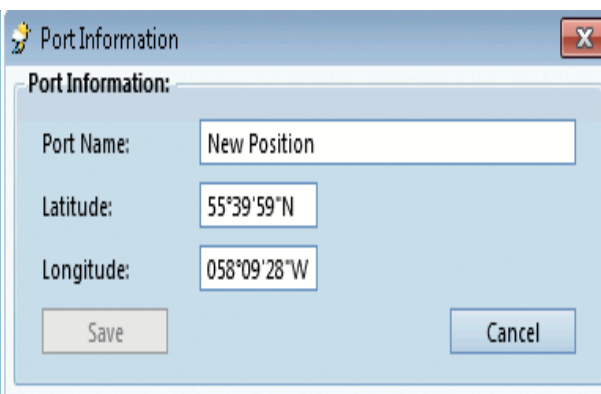 Port Information
Port Information:
Port Name: New Position
Latitude: 55°39'59"N
Longitude: 058°09'28"W
Save Cancel